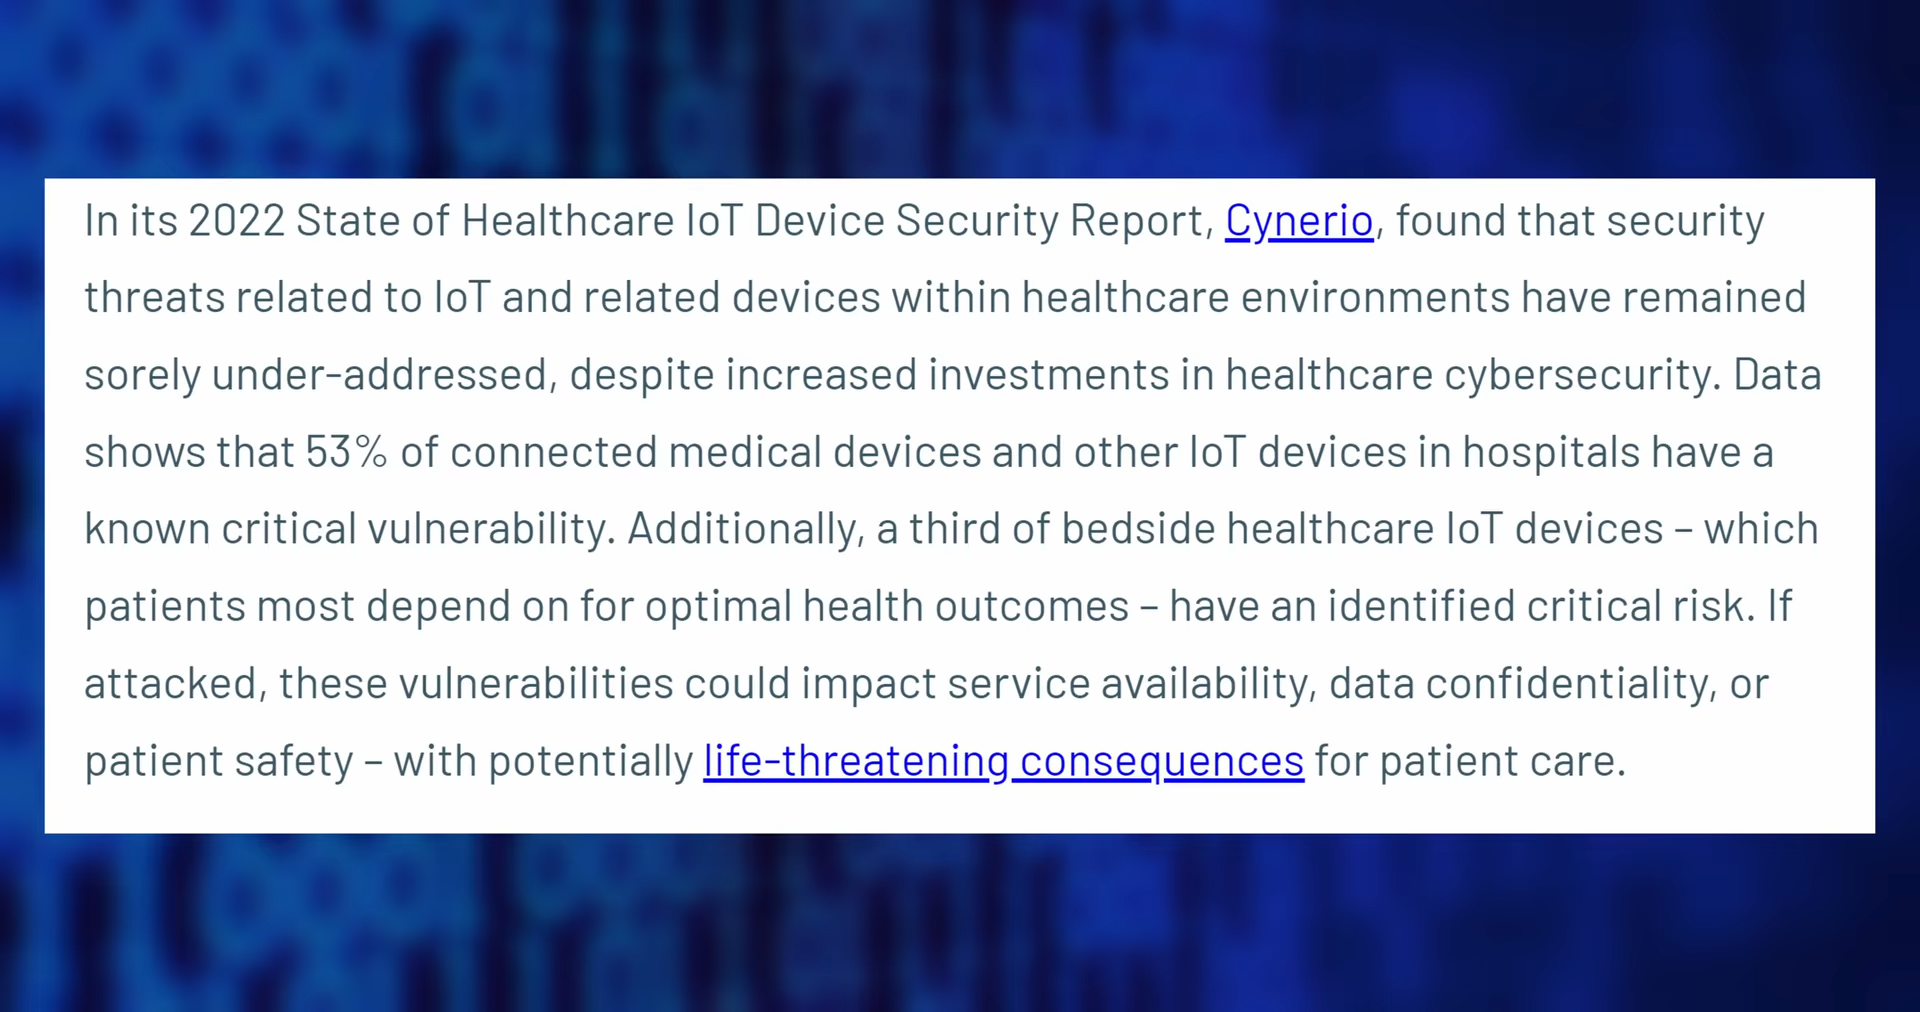 In its 2022 State of Healthcare IoT Device Security Report, Cynerio, found that security
threats related to IoT and related devices within healthcare environments have remained
sorely under-addressed, despite increased investments in healthcare cybersecurity. Data
shows that 53% of connected medical devices and other IoT devices in hospitals have a
known critical vulnerability. Additionally, a third of bedside healthcare IoT devices – which
patients most depend on for optimal health outcomes – have an identified critical risk. If
attacked, these vulnerabilities could impact service availability, data confidentiality, or
patient safety – with potentially life-threatening consequences for patient care.